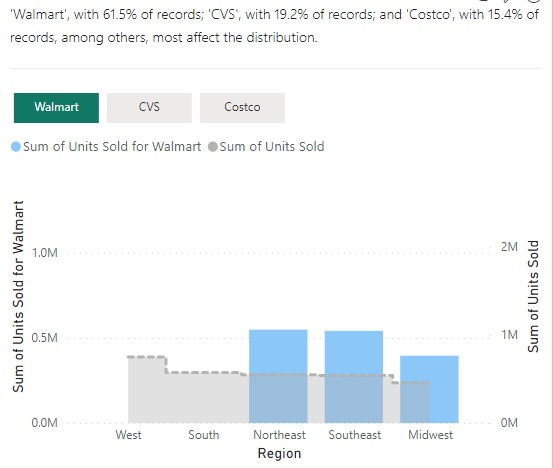 'Walmart', with 61.5% of records; 'CVS', with 19.2% of records; and 'Costco', with 15.4% of
records, among others, most affect the distribution.
Walmart CVS Costco
Sum of Units Sold for Walmart Sum of Units Sold
Sum of Units Sold for Walmart
1.0M
0.5M
0.0M
2M
1M
0M
Sum of Units Sold
West South Northeast Southeast Midwest
Region